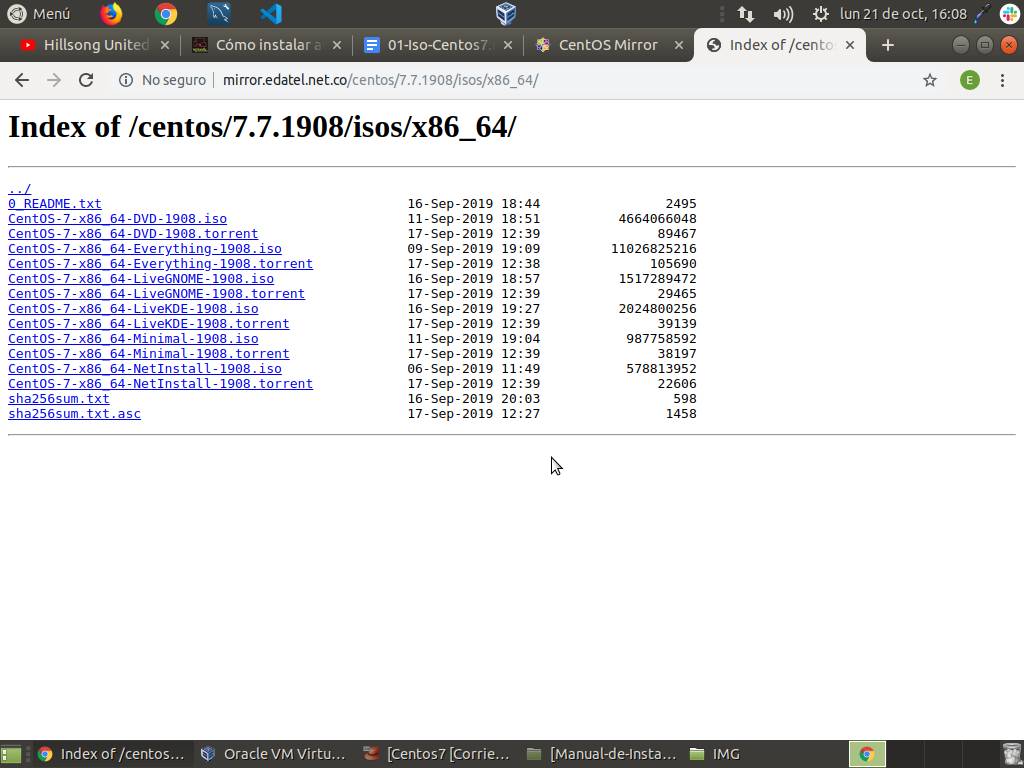 Menú lun 21 de oct, 16:08
Hillsong United Cómo instalar a 01-Iso-Centos7. CentOS Mirror Index of /centos
No seguro mirror.edatel.net.co/centos/7.7.1908/isos/x86_64/ E
Index of /centos/7.7.1908/isos/x86_64/
../
0_README.txt 16-Sep-2019 18:44 2495
CentOS-7-x86_64-DVD-1908.iso 11-Sep-2019 18:51 4664066048
CentOS-7-x86_64-DVD-1908.torrent 17-Sep-2019 12:39 89467
CentOS-7-x86_64-Everything-1908.iso 09-Sep-2019 19:09 11026825216
CentOS-7-x86_64-Everything-1908.torrent 17-Sep-2019 12:38 105690
CentOS-7-x86_64-LiveGNOME-1908.iso 16-Sep-2019 18:57 1517289472
CentOS-7-x86_64-LiveGNOME-1908.torrent 17-Sep-2019 12:39 29465
CentOS-7-x86_64-LiveKDE-1908.iso 16-Sep-2019 19:27 2024800256
CentOS-7-x86_64-LiveKDE-1908.torrent 17-Sep-2019 12:39 39139
CentOS-7-x86_64-Minimal-1908.iso 11-Sep-2019 19:04 987758592
CentOS-7-x86_64-Minimal-1908.torrent 17-Sep-2019 12:39 38197
CentOS-7-x86_64-NetInstall-1908.iso 06-Sep-2019 11:49 578813952
CentOS-7-x86_64-NetInstall-1908.torrent 17-Sep-2019 12:39 22606
sha256sum.txt 16-Sep-2019 20:03 598
sha256sum.txt.asc 17-Sep-2019 12:27 1458
Index of /centos... Oracle VM Virtu... [Centos7 [Corrie... [Manual-de-Insta... IMG